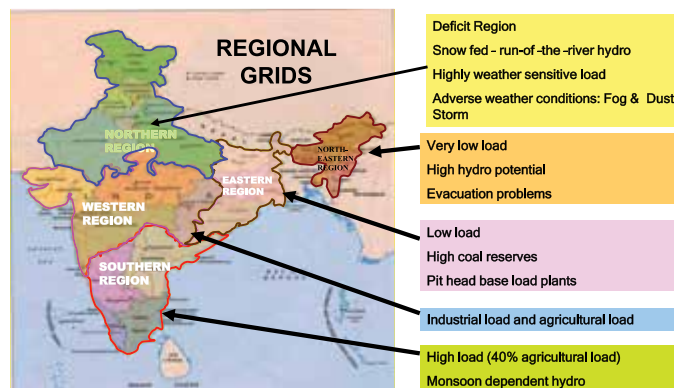 REGIONAL
GRIDS
NORTHERN
REGION
NORTH-
EASTERN
REGION
EASTERN
REGION
WESTERN
REGION
SOUTHERN
REGION
Deficit Region
Snow fed – run-of –the –river hydro
Highly weather sensitive load
Adverse weather conditions: Fog & Dust
Storm
Very low load
High hydro potential
Evacuation problems
Low load
High coal reserves
Pit head base load plants
Industrial load and agricultural load
High load (40% agricultural load)
Monsoon dependent hydro